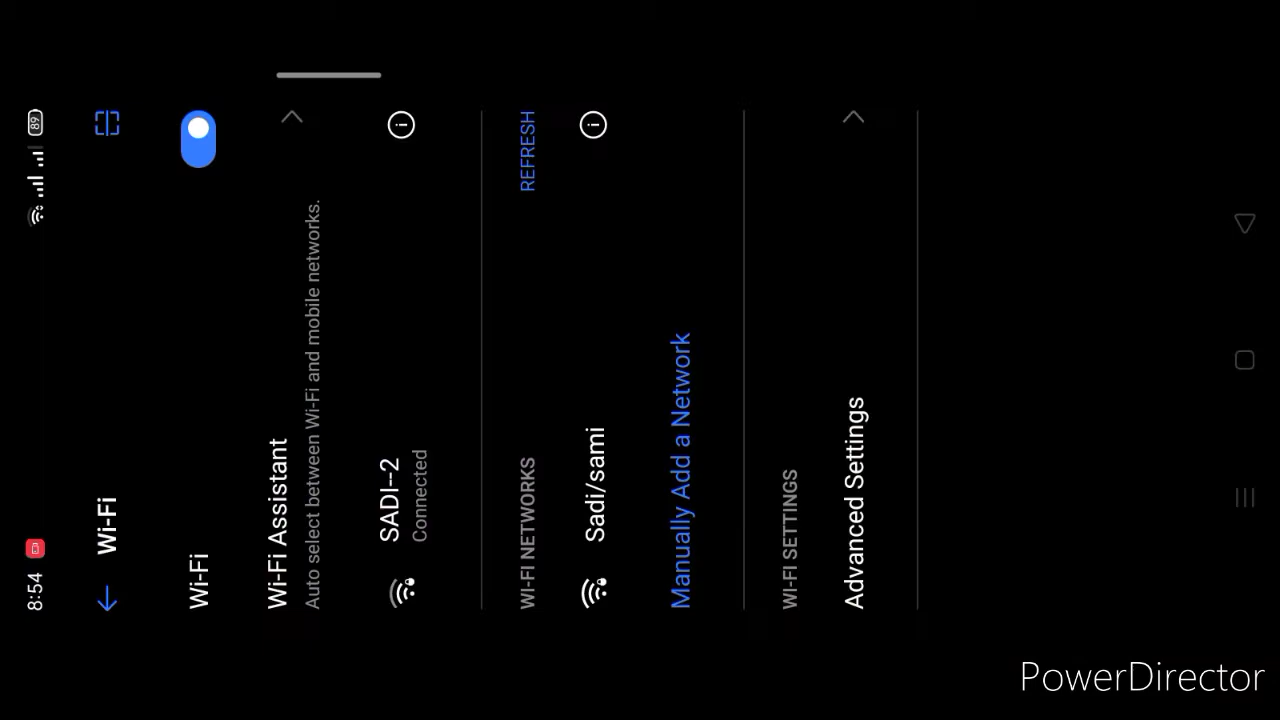 8:54 89
Wi-Fi
Wi-Fi
Wi-Fi Assistant
Auto select between Wi-Fi and mobile networks.
SADI--2
Connected
WI-FI NETWORKS REFRESH
Sadi/sami
Manually Add a Network
WI-FI SETTINGS
Advanced Settings
PowerDirector